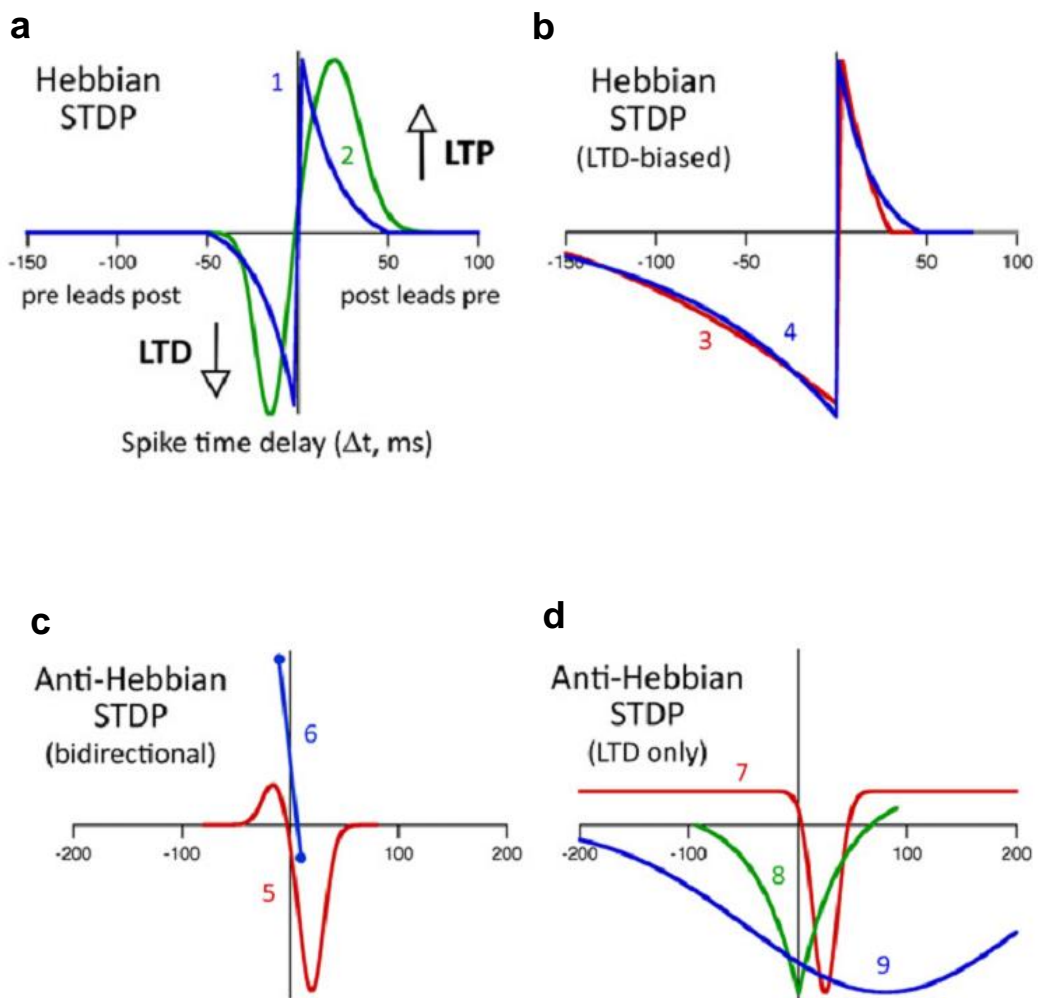 a
Hebbian
STDP
1
2
LTP
-150
-100
-50
50
100
pre leads post
post leads pre
LTD
Spike time delay (Δt, ms)
b
Hebbian
STDP
(LTD-biased)
-150
-100
-50
50
100
3
4
c
Anti-Hebbian
STDP
(bidirectional)
6
-200
-100
100
200
5
d
Anti-Hebbian
STDP
(LTD only)
7
-200
-100
100
200
8
9